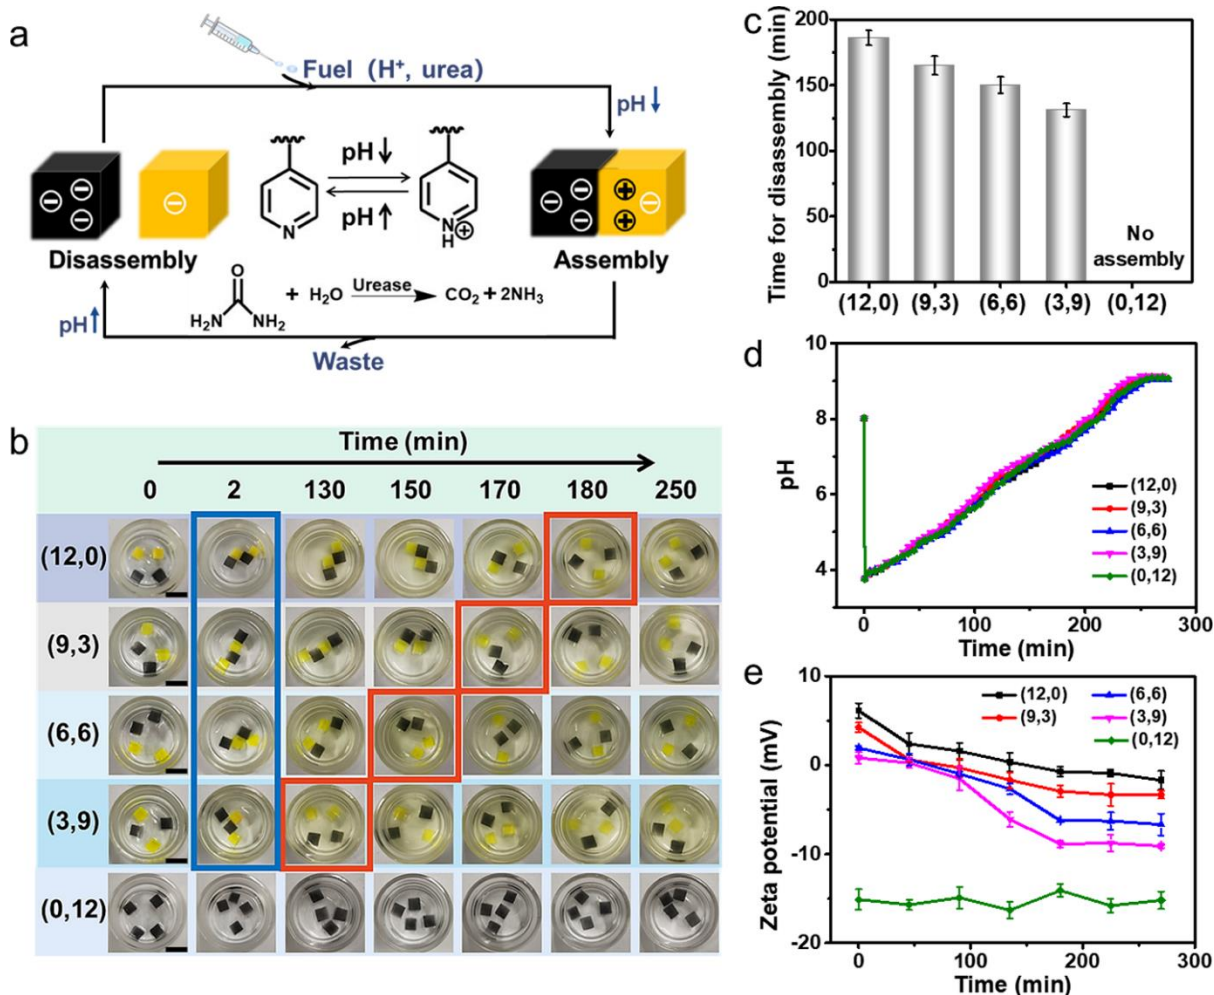 a
Fuel (H⁺, urea)
pH↓
pH↓
pH↑
N
N
H
⊕
Disassembly
Assembly
O
H₂N NH₂ + H₂O Urease CO₂ + 2NH₃
pH↑
Waste
b
Time (min)
0 2 130 150 170 180 250
(12,0)
(9,3)
(6,6)
(3,9)
(0,12)
c
Time for disassembly (min)
200
150
100
50
0
No
assembly
(12,0) (9,3) (6,6) (3,9) (0,12)
d
pH
10
8
6
4
(12,0)
(9,3)
(6,6)
(3,9)
(0,12)
0 100 200 300
Time (min)
e
Zeta potential (mV)
10
0
-10
-20
(12,0) (6,6)
(9,3) (3,9)
(0,12)
0 100 200 300
Time (min)